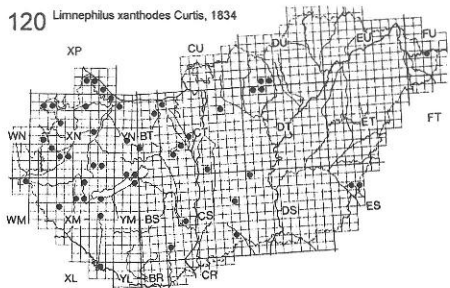 120 Limnephilus xanthodes Curtis, 1834
XP CU DU EU FU
WN XN YN BT CT DT ET FT
WM XM YM BS CS DS ES
XL YL BR CR